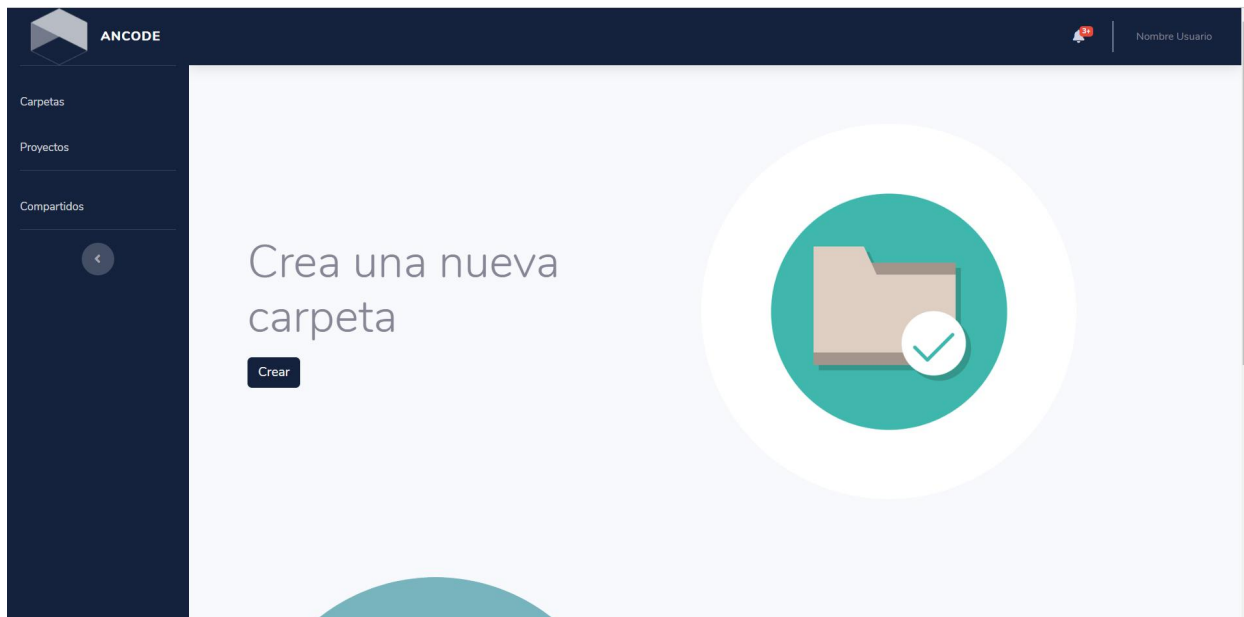 ANCODE
3+
Nombre Usuario
Carpetas
Proyectos
Compartidos
Crea una nueva
carpeta
Crear